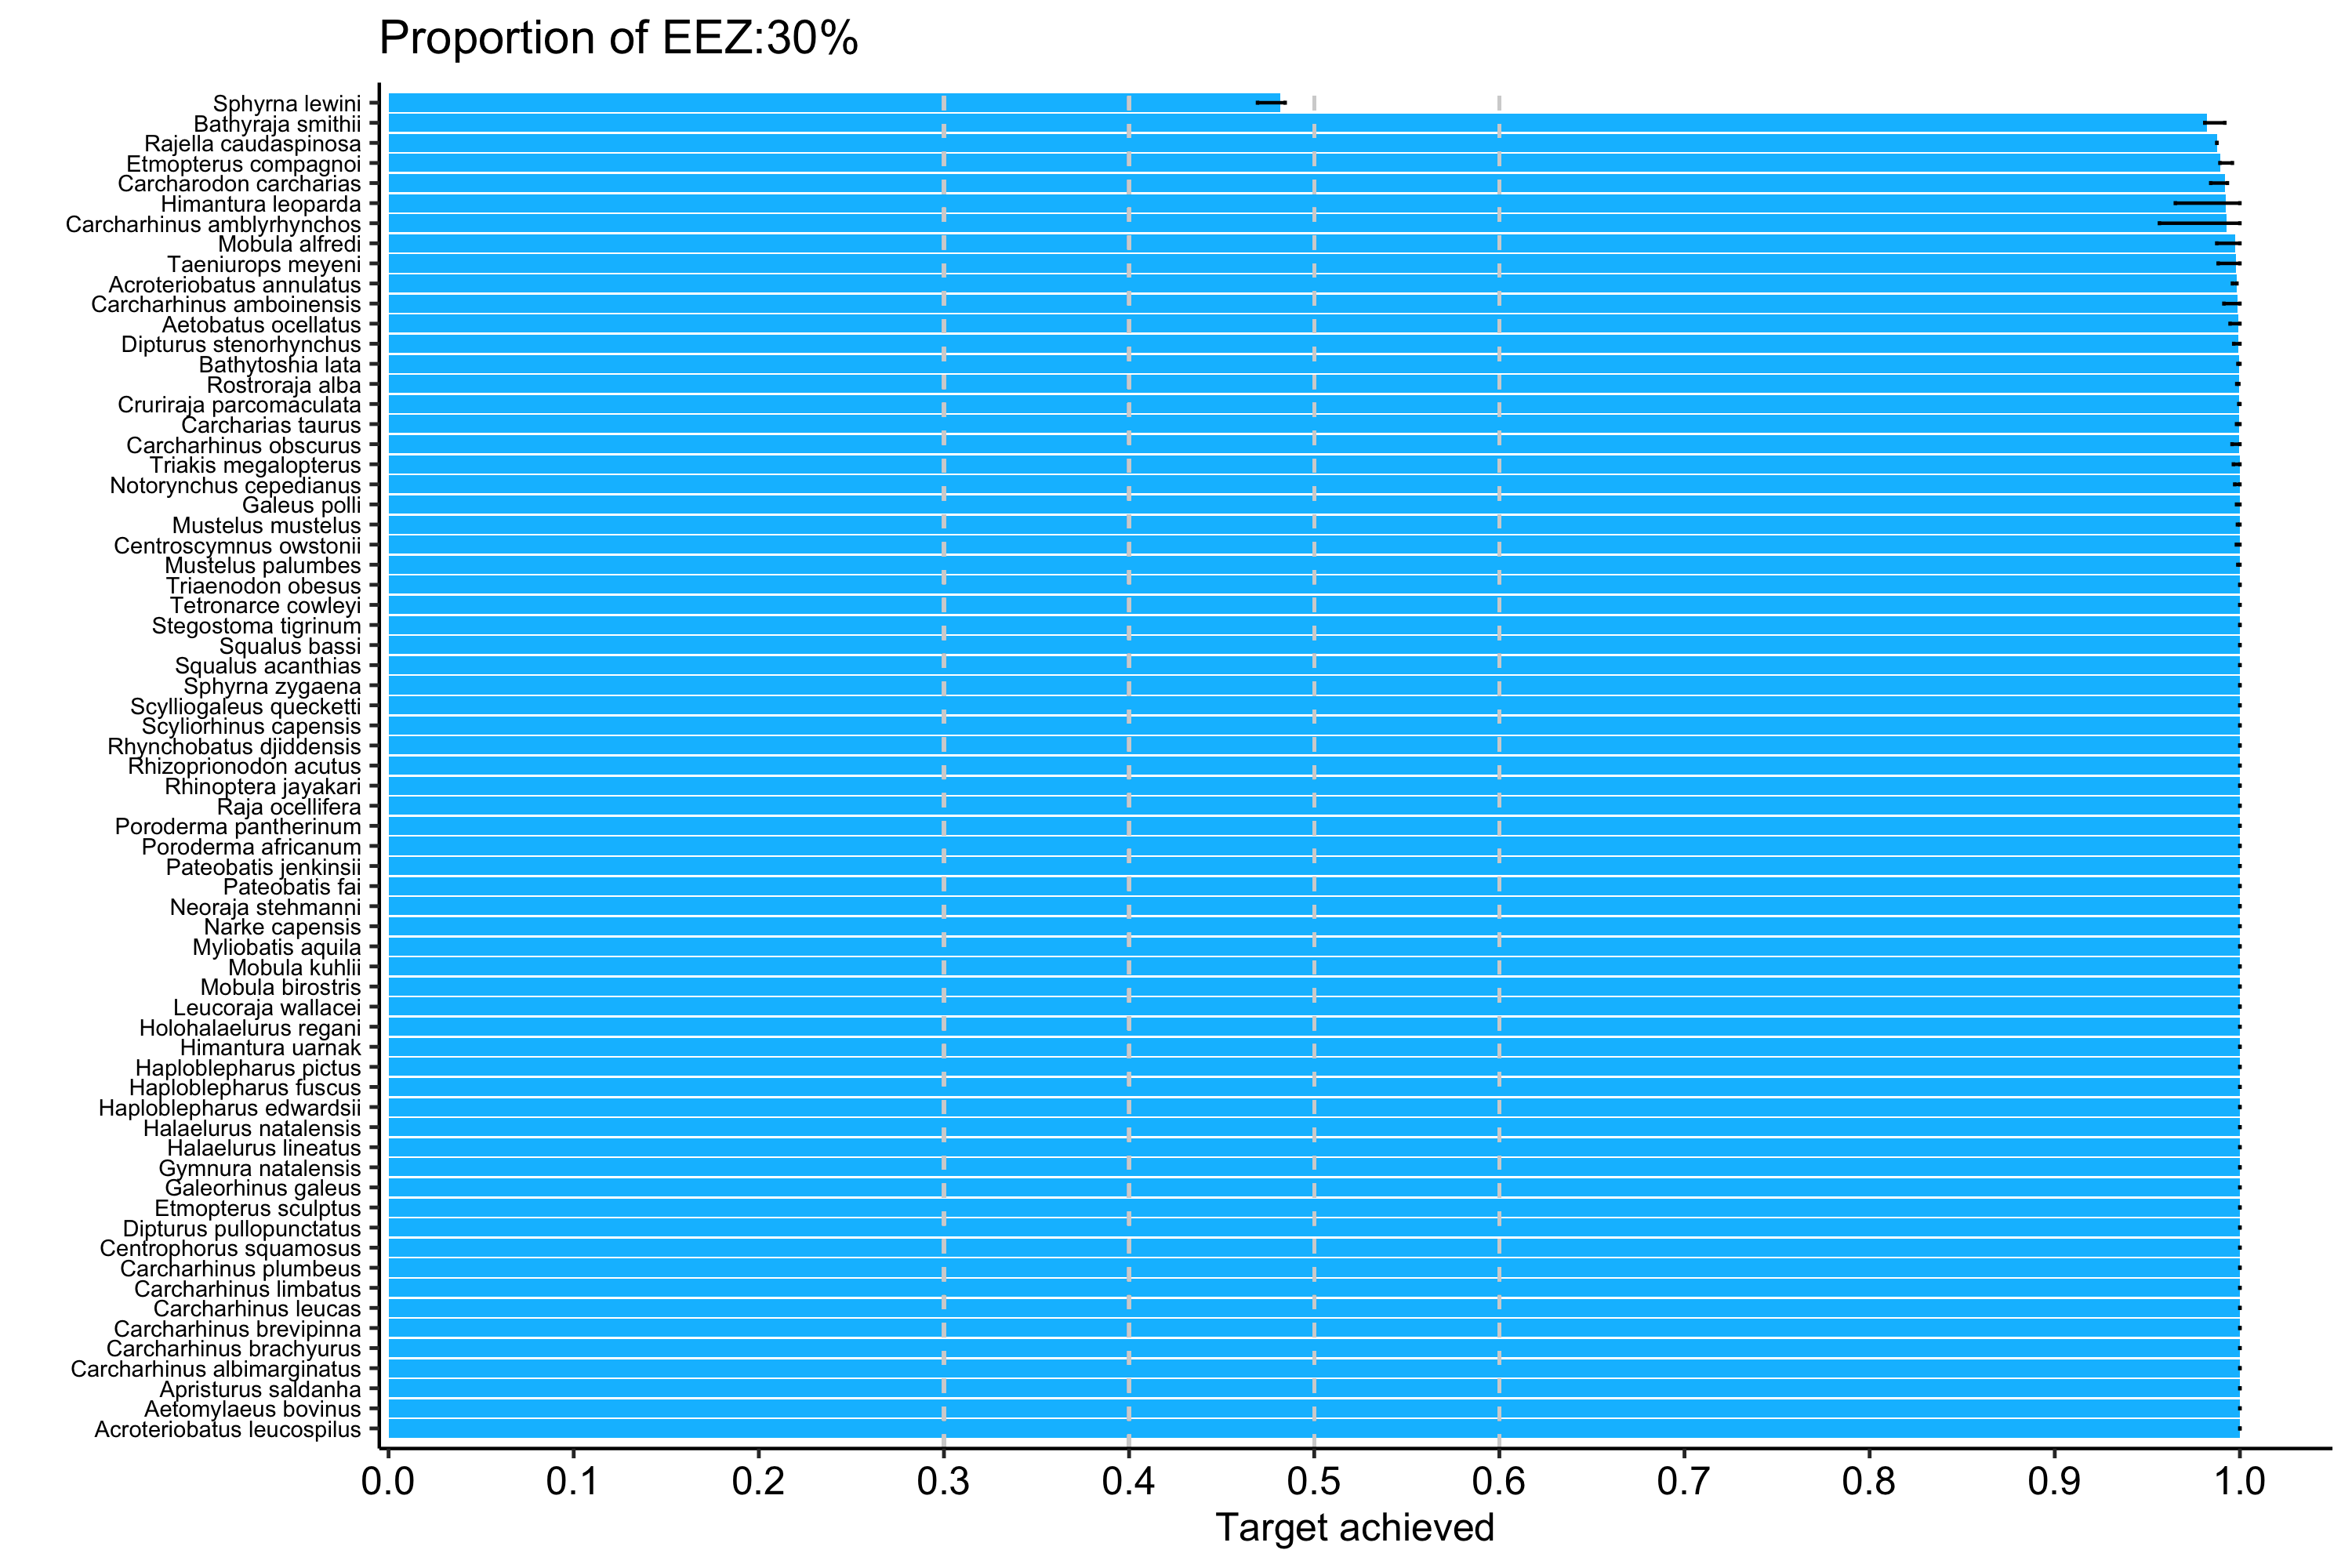 Proportion of EEZ:30%
Sphyrna lewini
Bathyraja smithii
Rajella caudaspinosa
Etmopterus compagnoi
Carcharodon carcharias
Himantura leoparda
Carcharhinus amblyrhynchos
Mobula alfredi
Taeniurops meyeni
Acroteriobatus annulatus
Carcharhinus amboinensis
Aetobatus ocellatus
Dipturus stenorhynchus
Bathytoshia lata
Rostroraja alba
Cruriraja parcomaculata
Carcharias taurus
Carcharhinus obscurus
Triakis megalopterus
Notorynchus cepedianus
Galeus polli
Mustelus mustelus
Centroscymnus owstonii
Mustelus palumbes
Triaenodon obesus
Tetronarce cowleyi
Stegostoma tigrinum
Squalus bassi
Squalus acanthias
Sphyrna zygaena
Scylliogaleus quecketti
Scyliorhinus capensis
Rhynchobatus djiddensis
Rhizoprionodon acutus
Rhinoptera jayakari
Raja ocellifera
Poroderma pantherinum
Poroderma africanum
Pateobatis jenkinsii
Pateobatis fai
Neoraja stehmanni
Narke capensis
Myliobatis aquila
Mobula kuhlii
Mobula birostris
Leucoraja wallacei
Holohalaelurus regani
Himantura uarnak
Haploblepharus pictus
Haploblepharus fuscus
Haploblepharus edwardsii
Halaelurus natalensis
Halaelurus lineatus
Gymnura natalensis
Galeorhinus galeus
Etmopterus sculptus
Dipturus pullopunctatus
Centrophorus squamosus
Carcharhinus plumbeus
Carcharhinus limbatus
Carcharhinus leucas
Carcharhinus brevipinna
Carcharhinus brachyurus
Carcharhinus albimarginatus
Apristurus saldanha
Aetomylaeus bovinus
Acroteriobatus leucospilus
0.0 0.1 0.2 0.3 0.4 0.5 0.6 0.7 0.8 0.9 1.0
Target achieved